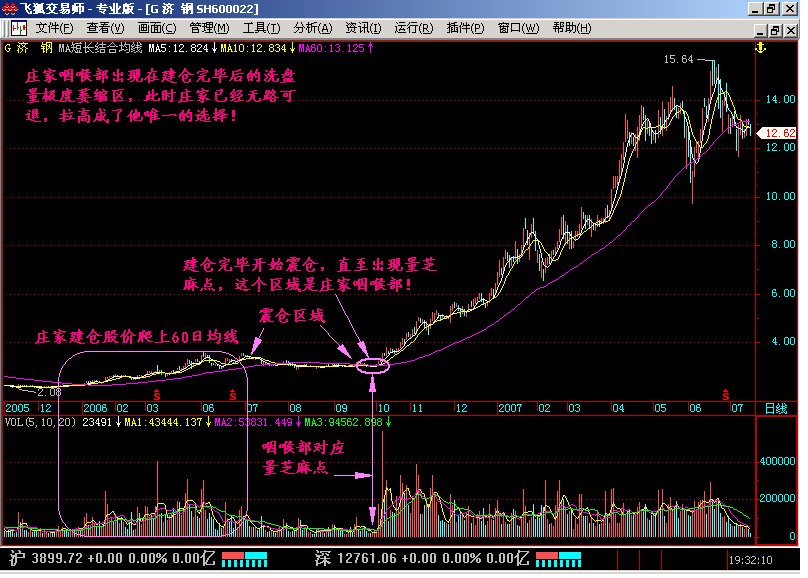 飞狐交易师 - 专业版 - [G 济  钢 SH600022]
文件(F) 查看(V) 画面(C) 管理(M) 工具(T) 分析(A) 资讯(I) 运行(R) 插件(P) 窗口(W) 帮助(H)
G 济  钢 MA短长结合均线 MA5:12.824↓MA10:12.834↓MA60:13.125↑
庄家咽喉部出现在建仓完毕后的洗盘
量极度萎缩区，此时庄家已经无路可
退，拉高成了他唯一的选择！
15.64
14.00
12.62
12.00
10.00
8.00
建仓完毕开始震仓，直至出现量芝
麻点，这个区域是庄家咽喉部！
6.00
震仓区域
庄家建仓股价爬上60日均线
4.00
2.08
S S S
2005 12 2006 02 03 06 07 08 09 10 11 12 2007 02 03 04 05 06 07 日线
VOL(5,10,20) 23491↓MA1:43444.137↓MA2:53831.449↓MA3:94562.898↓
咽喉部对应
量芝麻点
400000
200000
0
沪 3899.72 +0.00 0.00% 0.00亿 深 12761.06 +0.00 0.00% 0.00亿 19:32:10